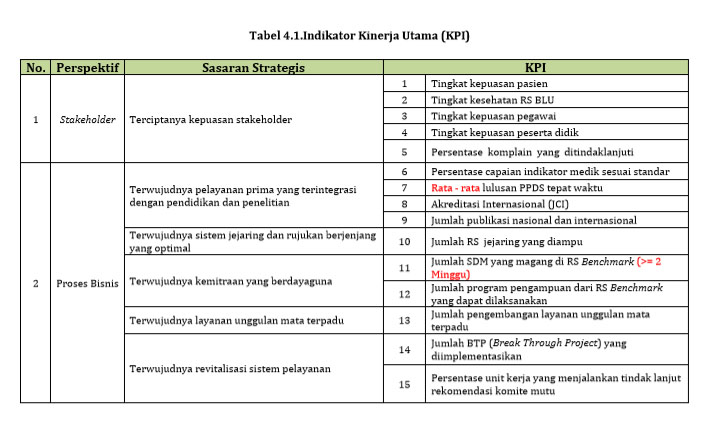 Tabel 4.1.Indikator Kinerja Utama (KPI)
No. Perspektif Sasaran Strategis KPI
1 Stakeholder Terciptanya kepuasan stakeholder
1 Tingkat kepuasan pasien
2 Tingkat kesehatan RS BLU
3 Tingkat kepuasan pegawai
4 Tingkat kepuasan peserta didik
5 Persentase komplain yang ditindaklanjuti
2 Proses Bisnis
Terwujudnya pelayanan prima yang terintegrasi
dengan pendidikan dan penelitian
6 Persentase capaian indikator medik sesuai standar
7 Rata - rata lulusan PPDS tepat waktu
8 Akreditasi Internasional (JCI)
9 Jumlah publikasi nasional dan internasional
Terwujudnya sistem jejaring dan rujukan berjenjang
yang optimal
10 Jumlah RS jejaring yang diampu
Terwujudnya kemitraan yang berdayaguna
11 Jumlah SDM yang magang di RS Benchmark (>= 2
Minggu)
12 Jumlah program pengampuan dari RS Benchmark
yang dapat dilaksanakan
Terwujudnya layanan unggulan mata terpadu
13 Jumlah pengembangan layanan unggulan mata
terpadu
Terwujudnya revitalisasi sistem pelayanan
14 Jumlah BTP (Break Through Project) yang
diimplementasikan
15 Persentase unit kerja yang menjalankan tindak lanjut
rekomendasi komite mutu